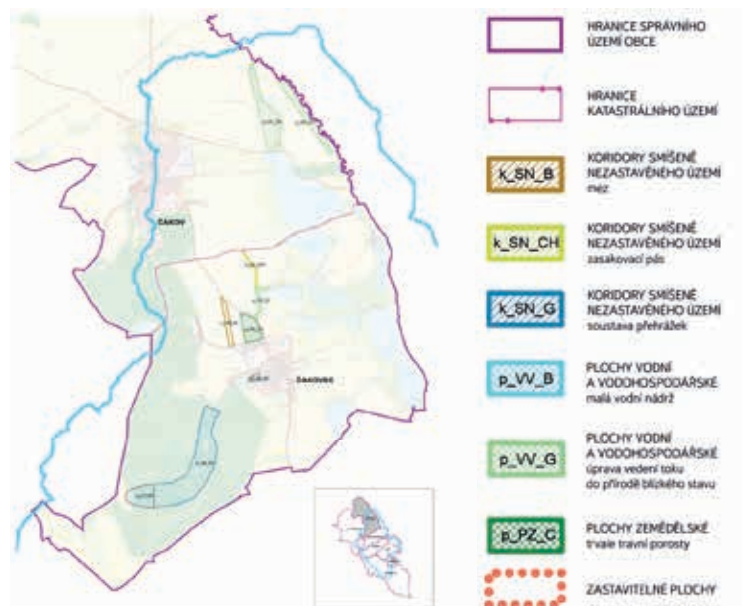 HRANICE SPRÁVNÍHO
ÚZEMÍ OBCE
HRANICE
KATASTRÁLNÍHO ÚZEMÍ
k_SN_B
KORIDORY SMÍŠENÉ
NEZASTAVĚNÉHO ÚZEMÍ
mez
k_SN_CH
KORIDORY SMÍŠENÉ
NEZASTAVĚNÉHO ÚZEMÍ
zasakovací pás
k_SN_G
KORIDORY SMÍŠENÉ
NEZASTAVĚNÉHO ÚZEMÍ
soustava přehrážek
p_VV_B
PLOCHY VODNÍ
A VODOHOSPODÁŘSKÉ
malá vodní nádrž
p_VV_G
PLOCHY VODNÍ
A VODOHOSPODÁŘSKÉ
úprava vedení toku
do přírodě blízkého stavu
p_PZ_C
PLOCHY ZEMĚDĚLSKÉ
trvale travní porosty
ZASTAVITELNÉ PLOCHY
ČAKOV
ČAKOVEC